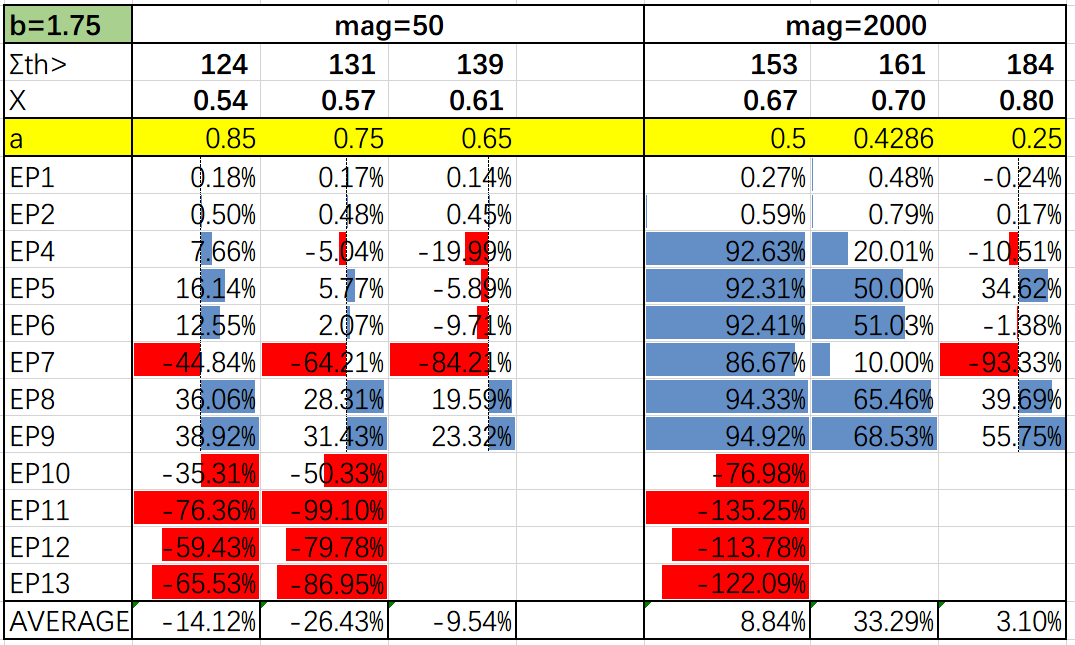 b=1.75 mag=50 mag=2000
Σth> 124 131 139 153 161 184
X 0.54 0.57 0.61 0.67 0.70 0.80
a 0.85 0.75 0.65 0.5 0.4286 0.25
EP1 0.18% 0.17% 0.14% 0.27% 0.48% -0.24%
EP2 0.50% 0.48% 0.45% 0.59% 0.79% 0.17%
EP4 7.66% -5.04% -19.99% 92.63% 20.01% -10.51%
EP5 16.14% 5.77% -5.89% 92.31% 50.00% 34.62%
EP6 12.55% 2.07% -9.71% 92.41% 51.03% -1.38%
EP7 -44.84% -64.21% -84.21% 86.67% 10.00% -93.33%
EP8 36.06% 28.31% 19.59% 94.33% 65.46% 39.69%
EP9 38.92% 31.43% 23.32% 94.92% 68.53% 55.75%
EP10 -35.31% -50.33% -76.98%
EP11 -76.36% -99.10% -135.25%
EP12 -59.43% -79.78% -113.78%
EP13 -65.53% -86.95% -122.09%
AVERAGE -14.12% -26.43% -9.54% 8.84% 33.29% 3.10%